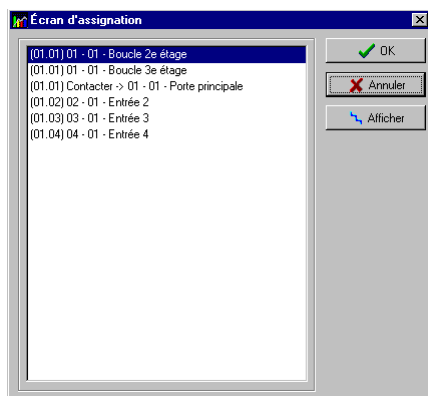 Écran d'assignation
(01.01) 01 - 01 - Boucle 2e étage
(01.01) 01 - 01 - Boucle 3e étage
(01.01) Contacter -> 01 - 01 - Porte principale
(01.02) 02 - 01 - Entrée 2
(01.03) 03 - 01 - Entrée 3
(01.04) 04 - 01 - Entrée 4
OK
Annuler
Afficher